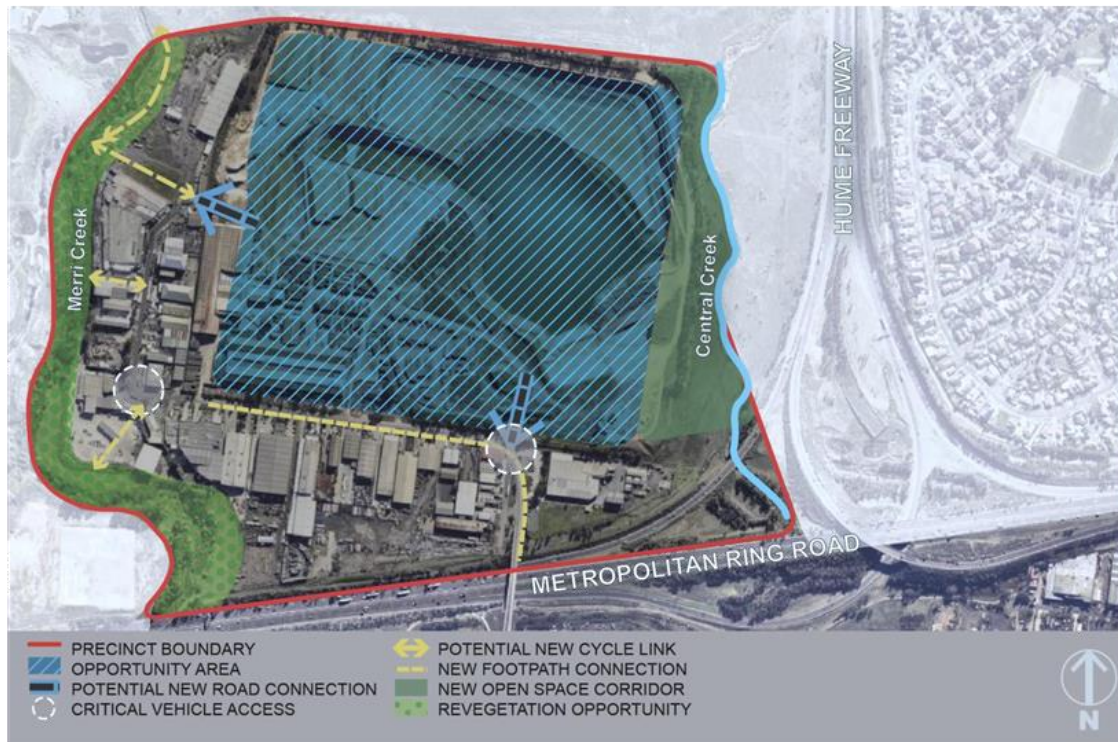 HUME FREEWAY
Merri Creek
Central Creek
METROPOLITAN RING ROAD
PRECINCT BOUNDARY
OPPORTUNITY AREA
POTENTIAL NEW ROAD CONNECTION
CRITICAL VEHICLE ACCESS
POTENTIAL NEW CYCLE LINK
NEW FOOTPATH CONNECTION
NEW OPEN SPACE CORRIDOR
REVEGETATION OPPORTUNITY
N